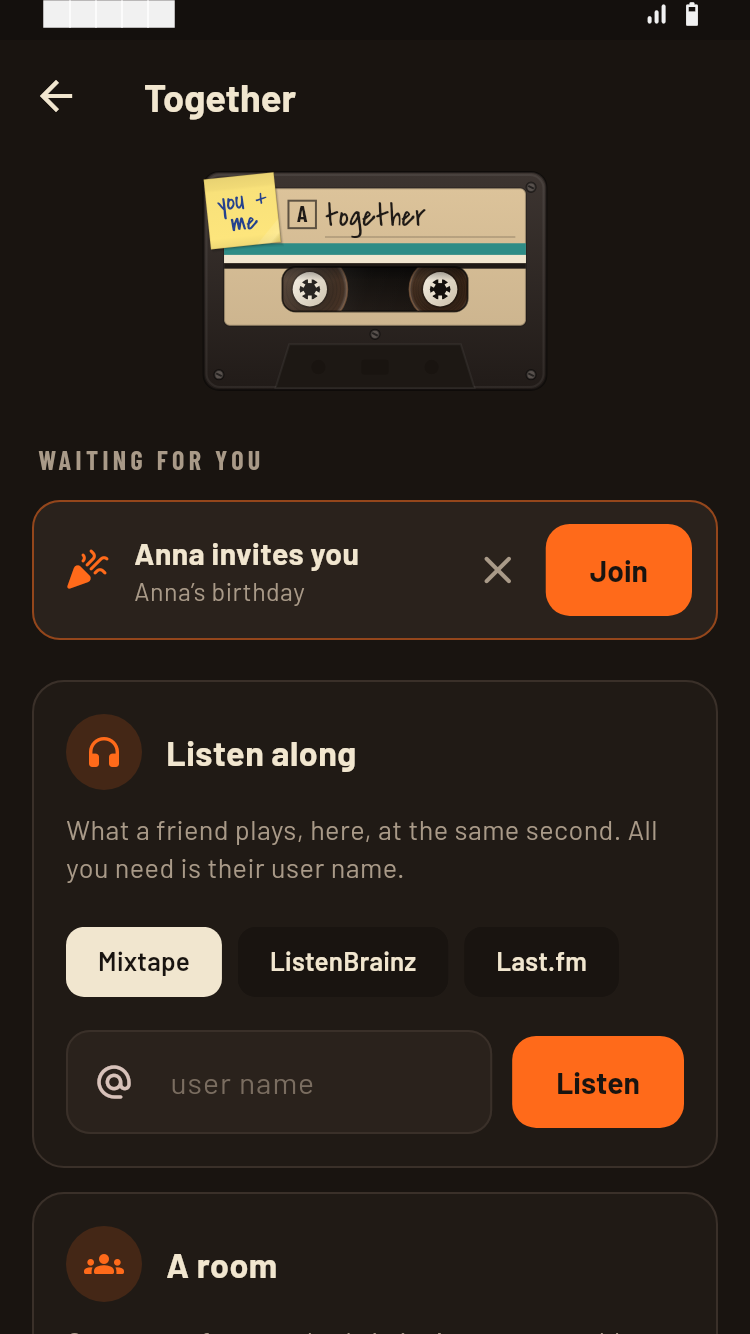 Together
you +
me
A together
WAITING FOR YOU
Anna invites you
Anna’s birthday
Join
Listen along
What a friend plays, here, at the same second. All
you need is their user name.
Mixtape ListenBrainz Last.fm
user name
Listen
A room